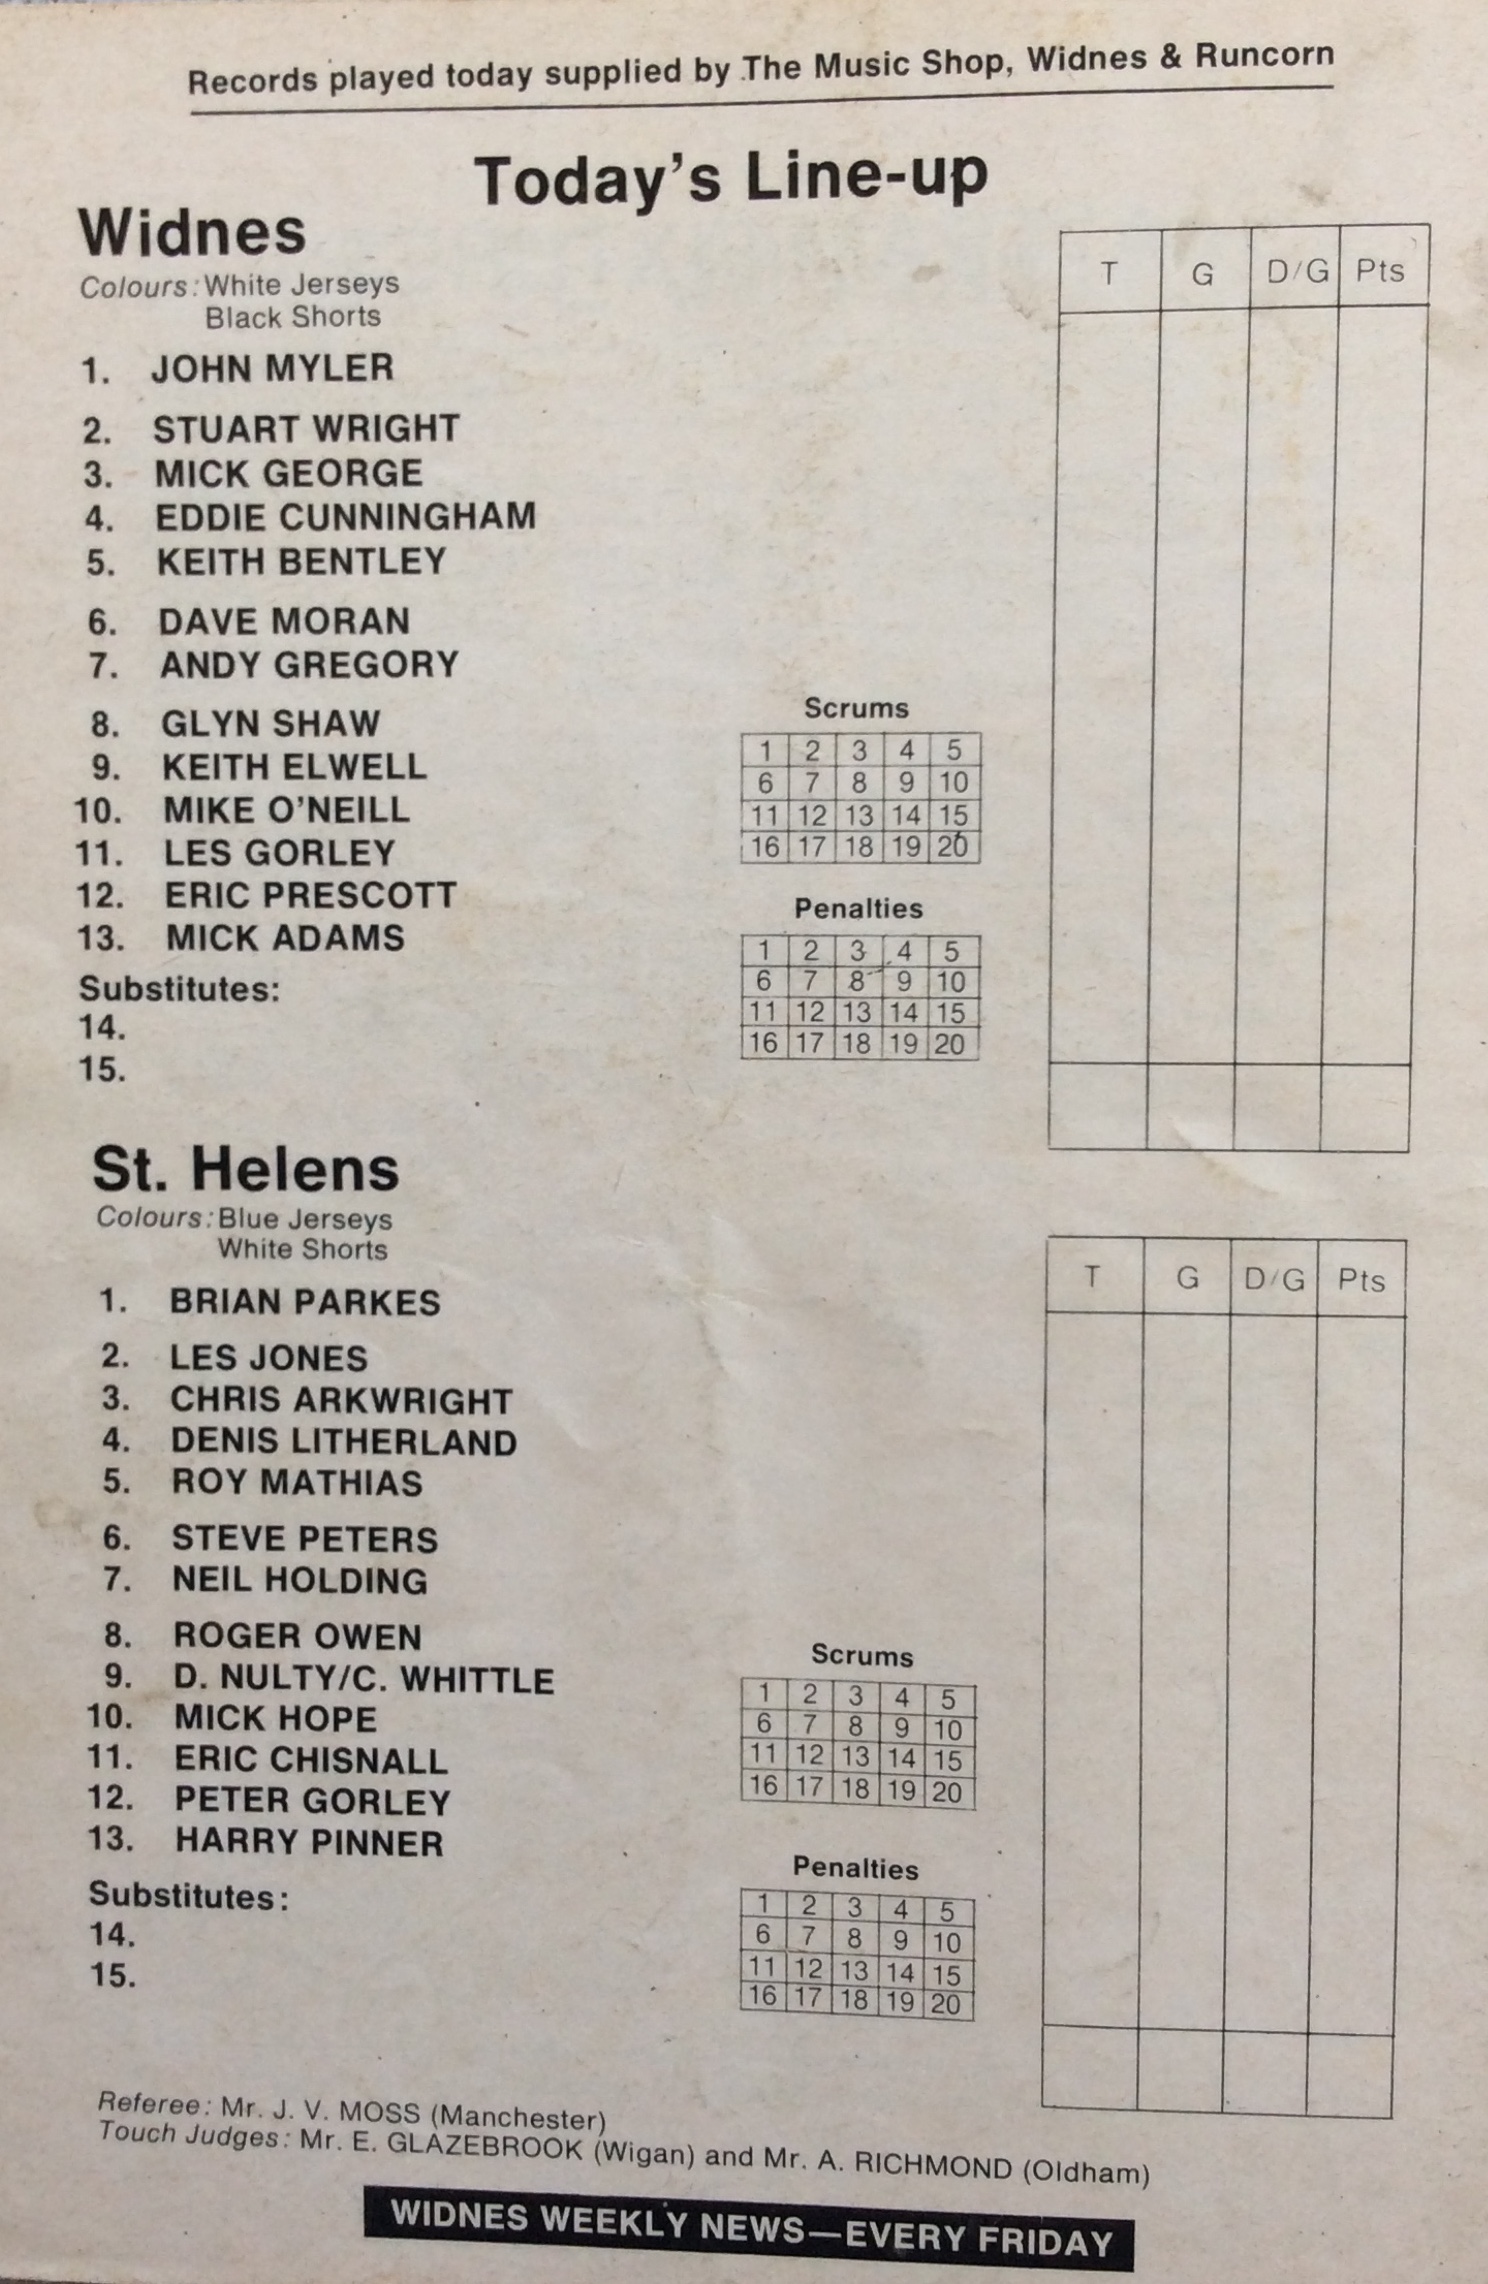 Records played today supplied by The Music Shop, Widnes & Runcorn
Today's Line-up
Widnes
Colours: White Jerseys
Black Shorts
T G D/G Pts
1. JOHN MYLER
2. STUART WRIGHT
3. MICK GEORGE
4. EDDIE CUNNINGHAM
5. KEITH BENTLEY
6. DAVE MORAN
7. ANDY GREGORY
8. GLYN SHAW
9. KEITH ELWELL
10. MIKE O'NEILL
11. LES GORLEY
12. ERIC PRESCOTT
13. MICK ADAMS
Substitutes:
14.
15.
Scrums
1 2 3 4 5
6 7 8 9 10
11 12 13 14 15
16 17 18 19 20
Penalties
1 2 3 4 5
6 7 8 9 10
11 12 13 14 15
16 17 18 19 20
St. Helens
Colours: Blue Jerseys
White Shorts
T G D/G Pts
1. BRIAN PARKES
2. LES JONES
3. CHRIS ARKWRIGHT
4. DENIS LITHERLAND
5. ROY MATHIAS
6. STEVE PETERS
7. NEIL HOLDING
8. ROGER OWEN
9. D. NULTY/C. WHITTLE
10. MICK HOPE
11. ERIC CHISNALL
12. PETER GORLEY
13. HARRY PINNER
Substitutes:
14.
15.
Scrums
1 2 3 4 5
6 7 8 9 10
11 12 13 14 15
16 17 18 19 20
Penalties
1 2 3 4 5
6 7 8 9 10
11 12 13 14 15
16 17 18 19 20
Referee: Mr. J. V. MOSS (Manchester)
Touch Judges: Mr. E. GLAZEBROOK (Wigan) and Mr. A. RICHMOND (Oldham)
WIDNES WEEKLY NEWS—EVERY FRIDAY